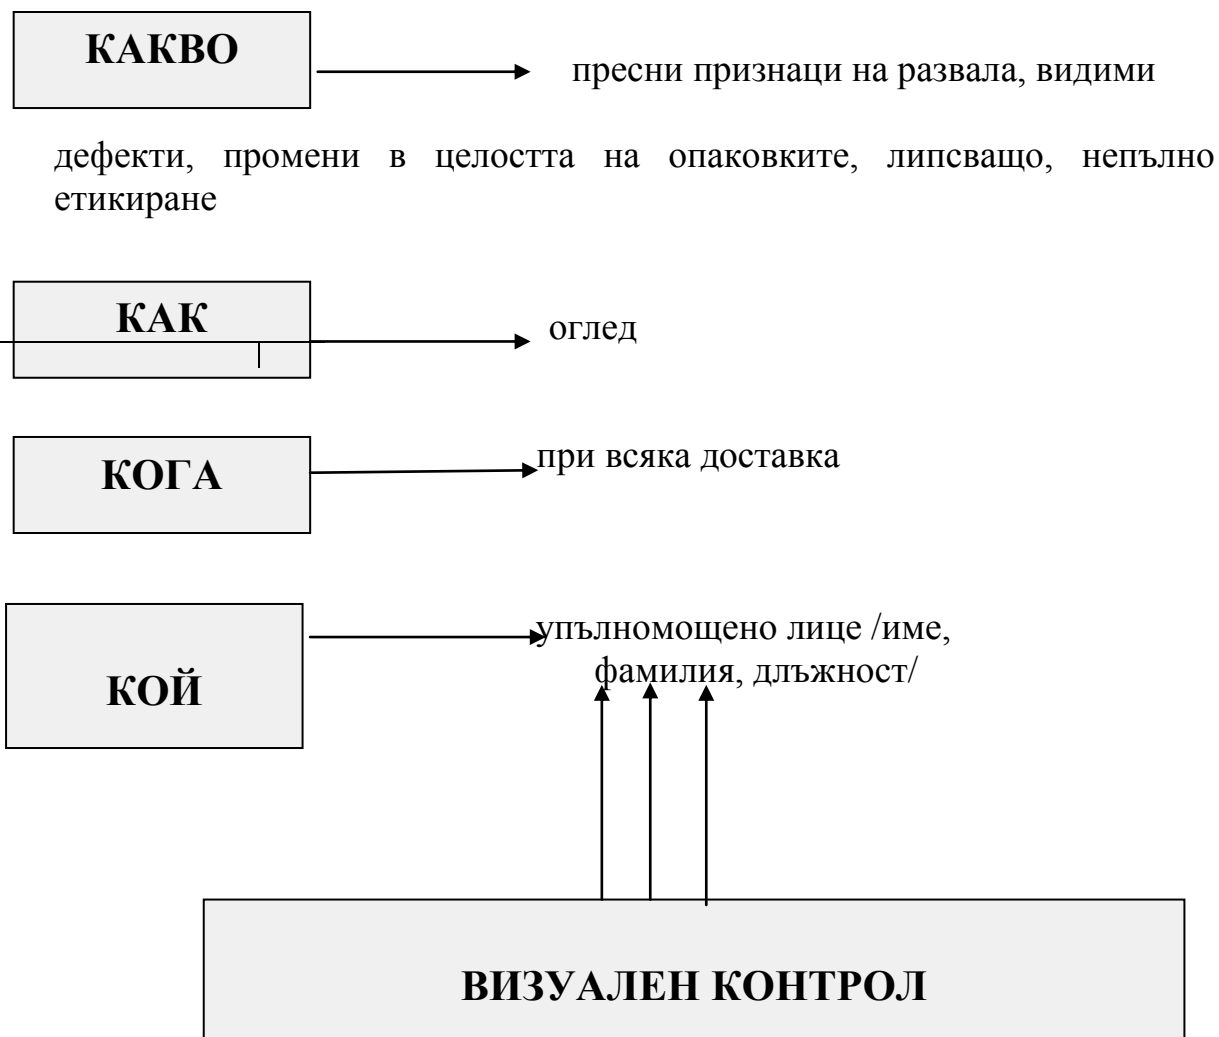 КАКВО
пресни признаци на развала, видими
дефекти, промени в целостта на опаковките, липсващо, непълно
етикиране
КАК
оглед
КОГА
при всяка доставка
КОЙ
упълномощено лице /име,
фамилия, длъжност/
ВИЗУАЛЕН КОНТРОЛ